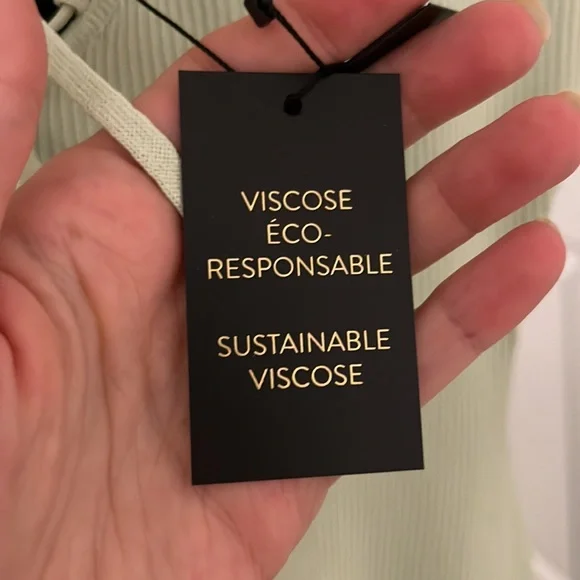 VISCOSE
ÉCO-
RESPONSABLE
SUSTAINABLE
VISCOSE